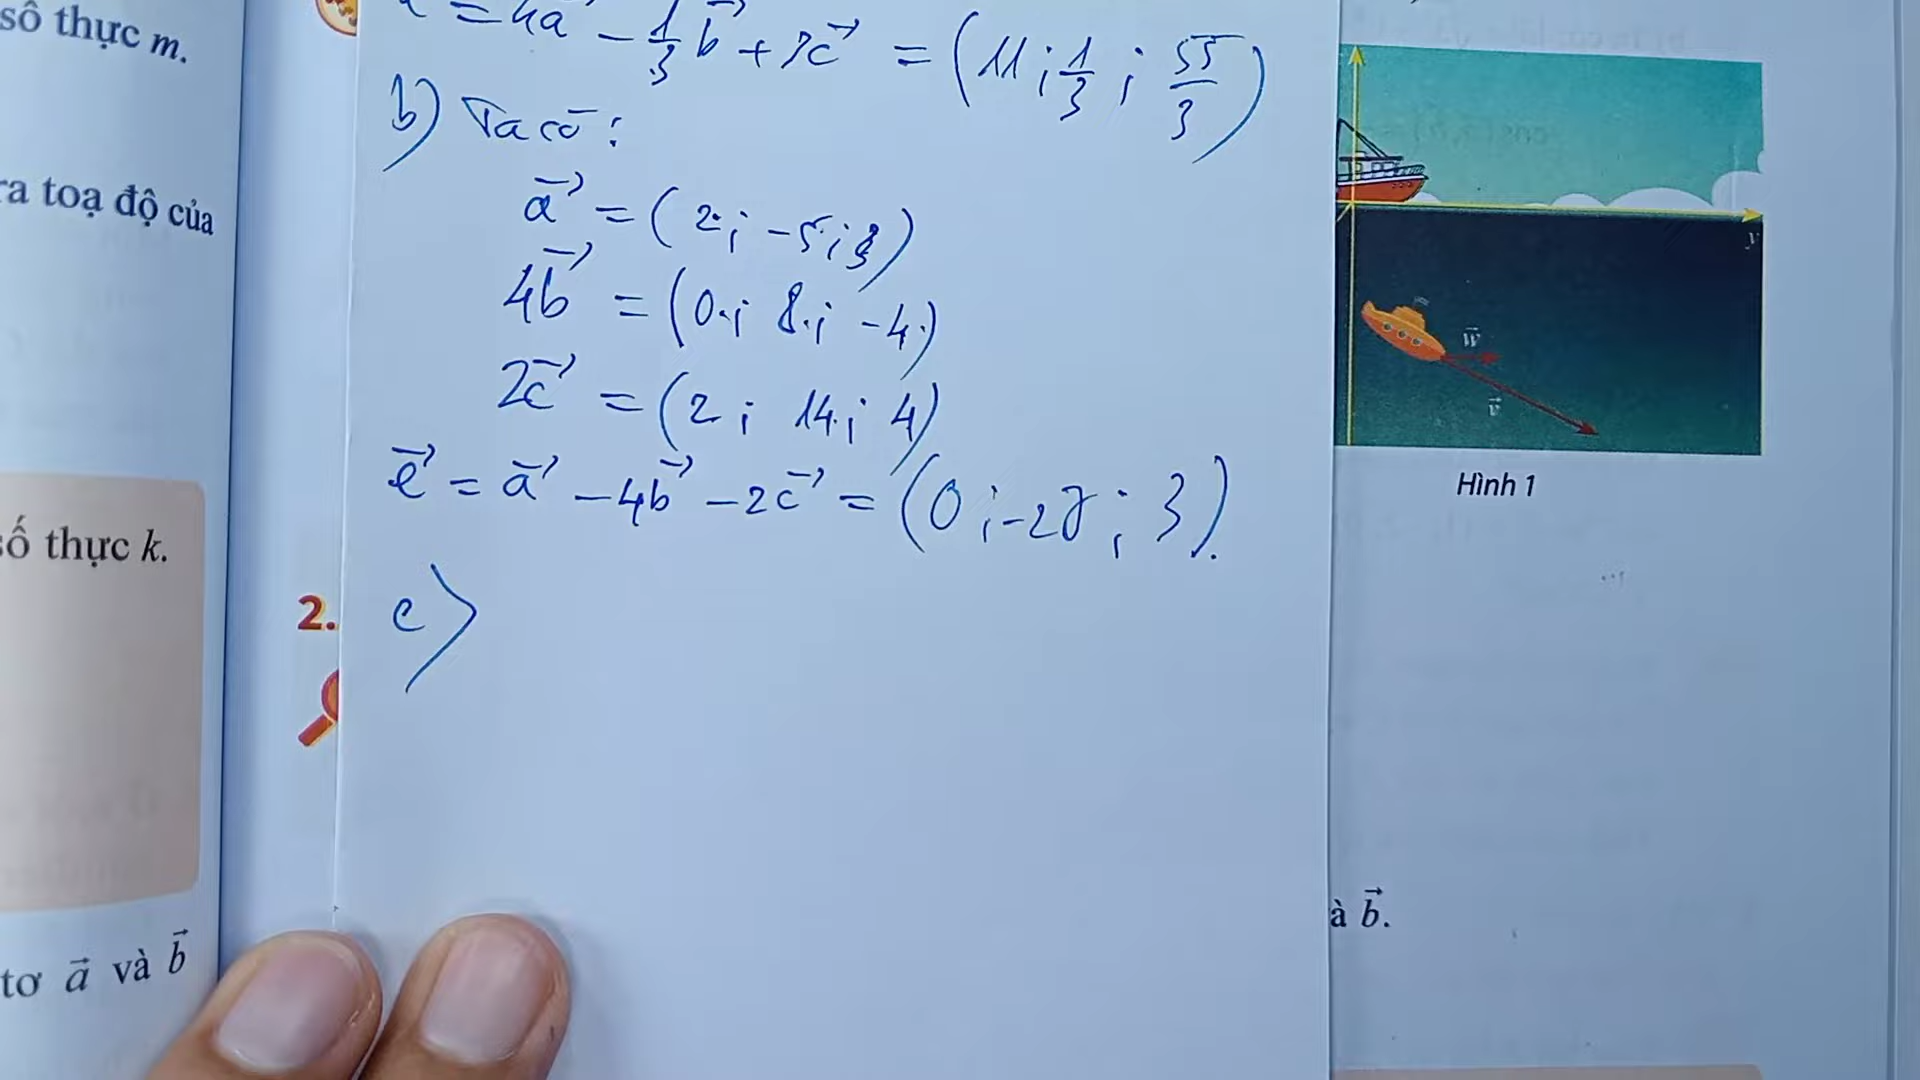 số thực m.
ra toạ độ của
số thực k.
tơ a⃗ và b⃗
= 4a⃗ - 1/3 b⃗ + 3c⃗ = (11; 1/3; 55/3)
b) Ta có:
a⃗ = (2; -5; 3)
4b⃗ = (0; 8; -4)
2c⃗ = (2; 14; 4)
e⃗ = a⃗ - 4b⃗ - 2c⃗ = (0; -27; 3).
c)
2.
y
w⃗
v⃗
Hình 1
à b⃗.